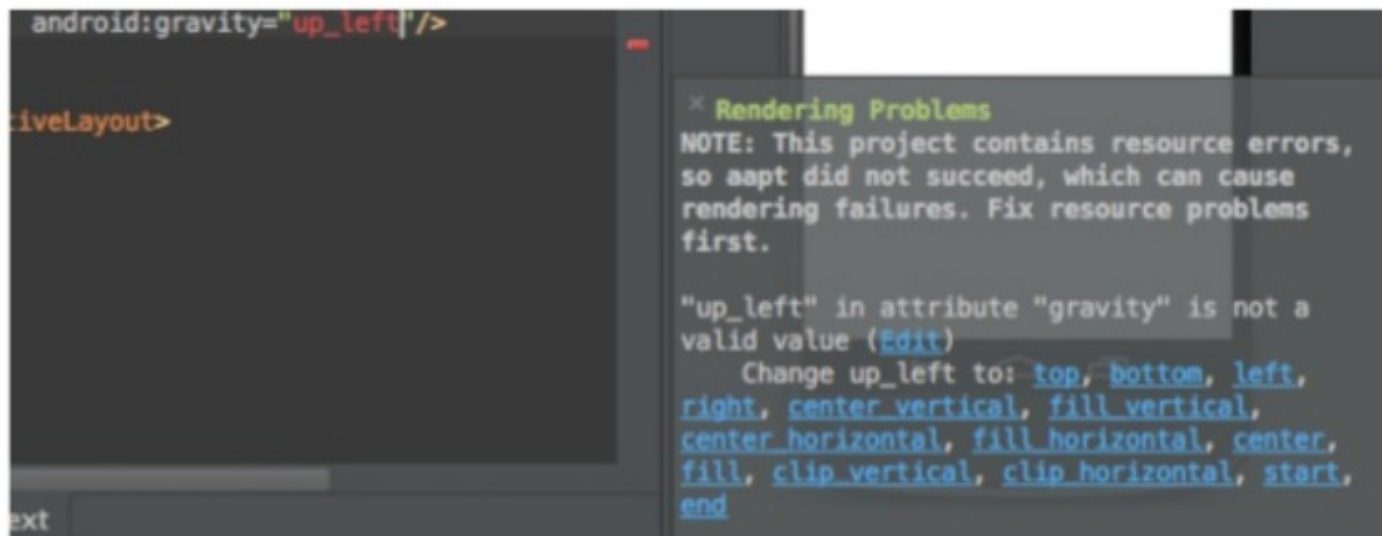 android:gravity="up_left"/>
tiveLayout>
ext
× Rendering Problems
NOTE: This project contains resource errors,
so aapt did not succeed, which can cause
rendering failures. Fix resource problems
first.
"up_left" in attribute "gravity" is not a
valid value (Edit)
Change up_left to: top, bottom, left,
right, center_vertical, fill_vertical,
center_horizontal, fill_horizontal, center,
fill, clip_vertical, clip_horizontal, start,
end